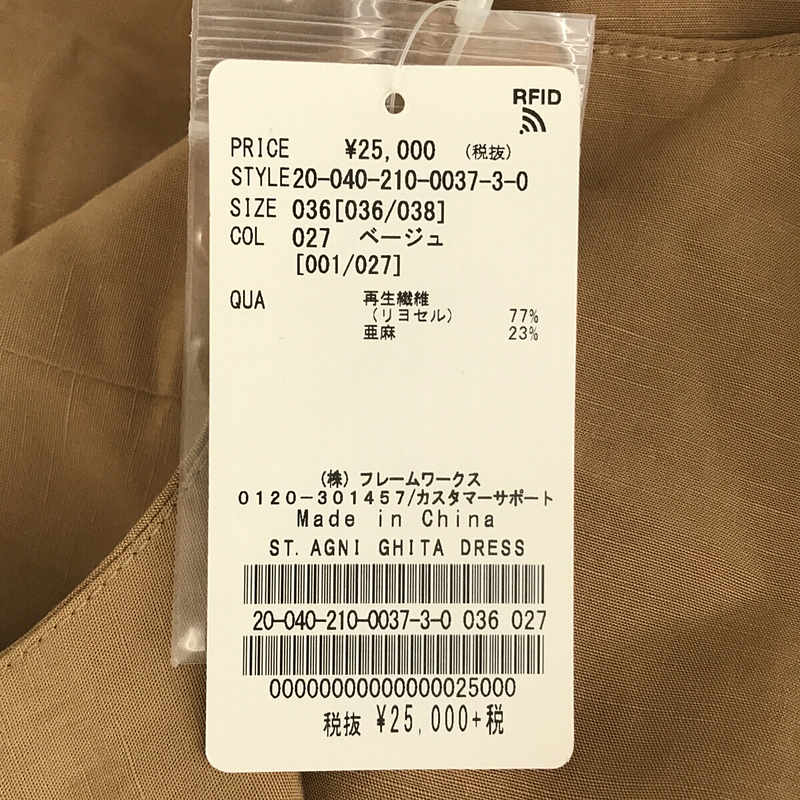 RFID
PRICE ¥25,000 (税抜)
STYLE 20-040-210-0037-3-0
SIZE 036[036/038]
COL 027 ベージュ
[001/027]
QUA 再生繊維
(リヨセル) 77%
亜麻 23%
(株) フレームワークス
0120-301457/カスタマーサポート
Made in China
ST. AGNI GHITA DRESS
20-040-210-0037-3-0 036 027
00000000000000025000
税抜 ¥25,000+税